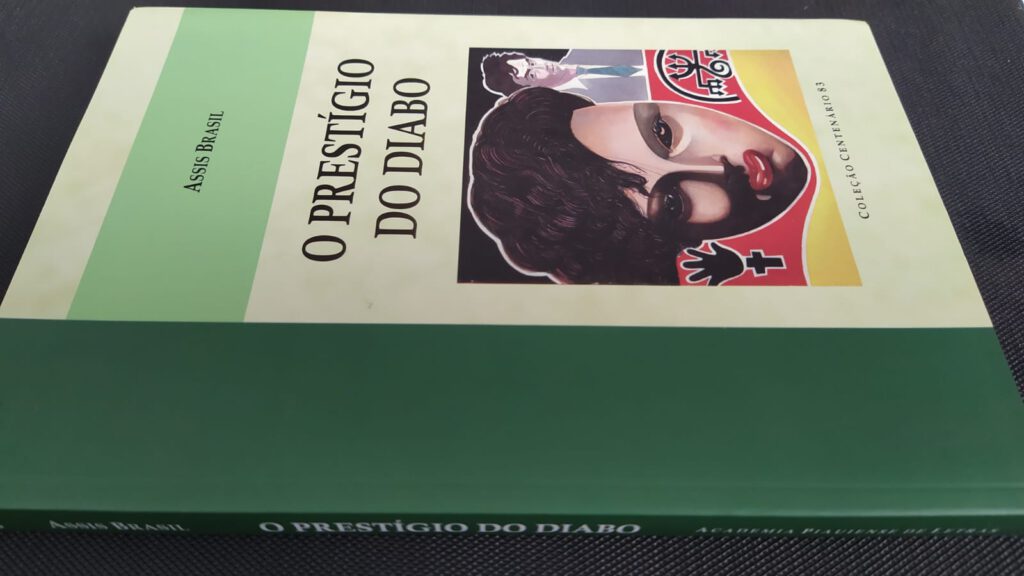 ASSIS BRASIL
O PRESTÍGIO
DO DIABO
COLEÇÃO CENTENÁRIO 83
ASSIS BRASIL
O PRESTÍGIO DO DIABO
ACADEMIA PIAUIENSE DE LETRAS